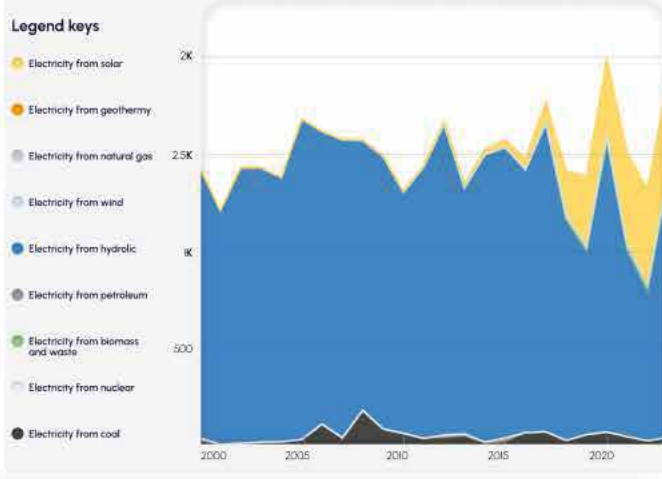 Legend keys
Electricity from solar
Electricity from geothermy
Electricity from natural gas
Electricity from wind
Electricity from hydrolic
Electricity from petroleum
Electricity from biomass
and waste
Electricity from nuclear
Electricity from coal
2K
2.5K
1K
500
2000 2005 2010 2015 2020